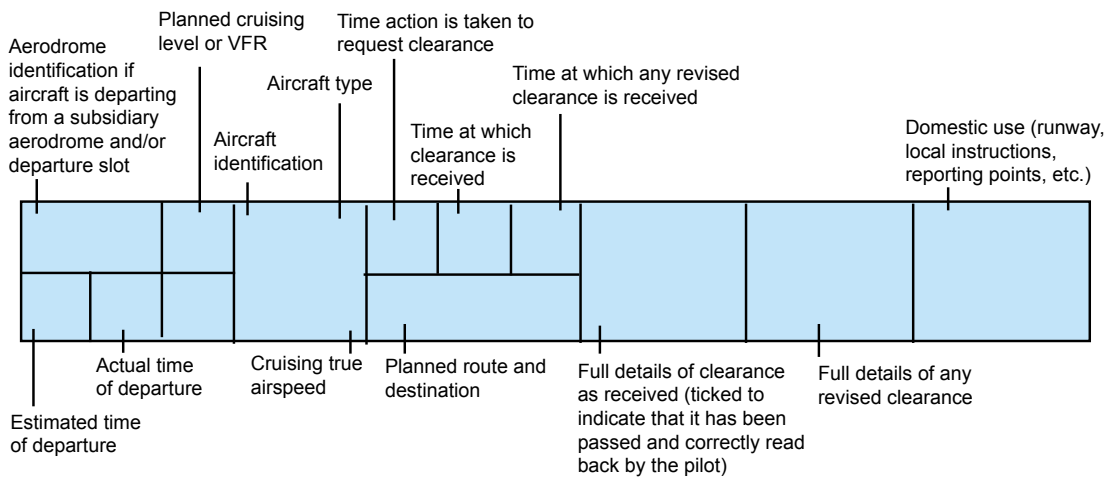 Aerodrome
identification if
aircraft is departing
from a subsidiary
aerodrome and/or
departure slot
Planned cruising
level or VFR
Aircraft
identification
Aircraft type
Time action is taken to
request clearance
Time at which
clearance is
received
Time at which any revised
clearance is received
Domestic use (runway,
local instructions,
reporting points, etc.)
Estimated time
of departure
Actual time
of departure
Cruising true
airspeed
Planned route and
destination
Full details of clearance
as received (ticked to
indicate that it has been
passed and correctly read
back by the pilot)
Full details of any
revised clearance